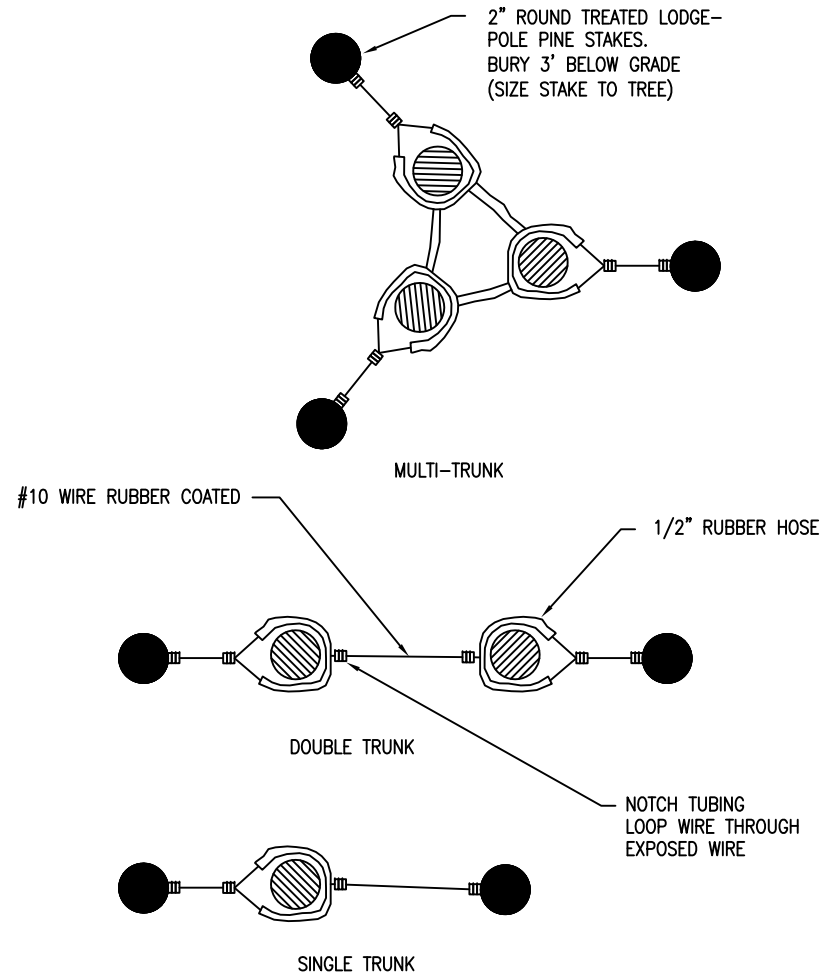 2" ROUND TREATED LODGE-
POLE PINE STAKES.
BURY 3' BELOW GRADE
(SIZE STAKE TO TREE)
MULTI-TRUNK
#10 WIRE RUBBER COATED
1/2" RUBBER HOSE
DOUBLE TRUNK
NOTCH TUBING
LOOP WIRE THROUGH
EXPOSED WIRE
SINGLE TRUNK